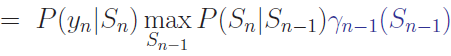 = P(y_n|S_n) max_{S_{n-1}} P(S_n|S_{n-1})γ_{n-1}(S_{n-1})